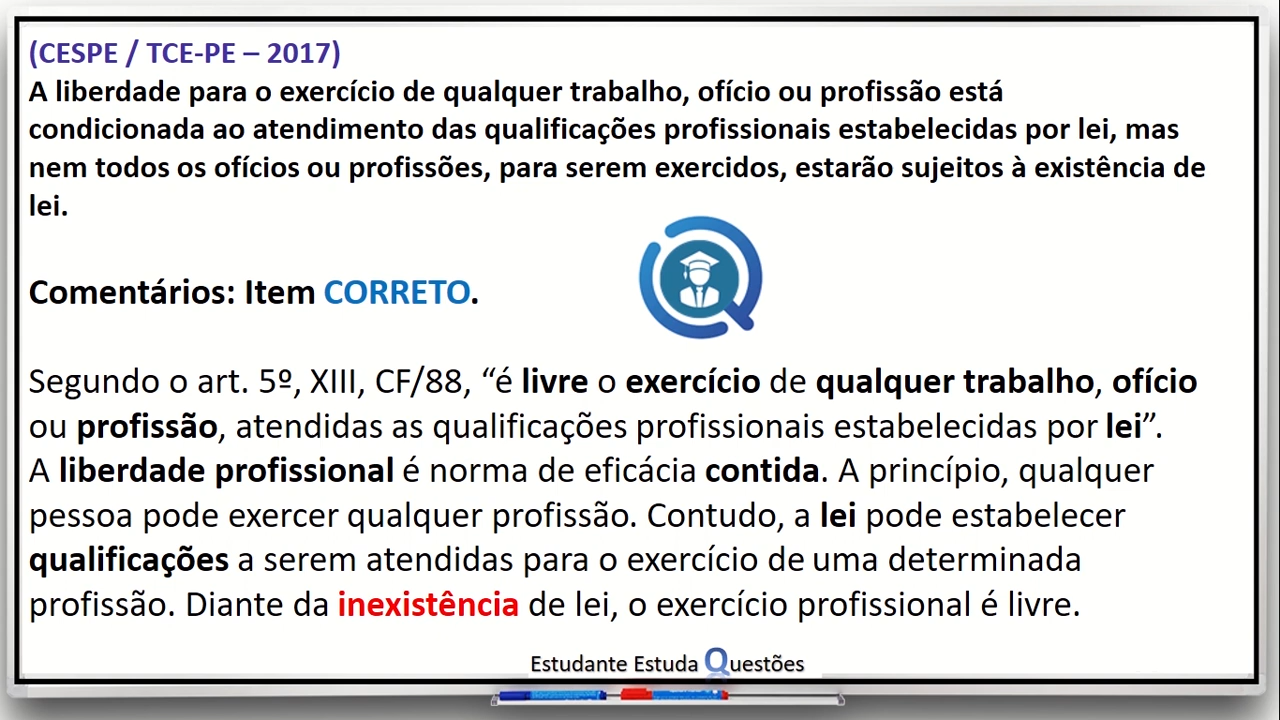 (CESPE / TCE-PE – 2017)
A liberdade para o exercício de qualquer trabalho, ofício ou profissão está
condicionada ao atendimento das qualificações profissionais estabelecidas por lei, mas
nem todos os ofícios ou profissões, para serem exercidos, estarão sujeitos à existência de
lei.
Comentários: Item CORRETO.
Segundo o art. 5º, XIII, CF/88, “é livre o exercício de qualquer trabalho, ofício
ou profissão, atendidas as qualificações profissionais estabelecidas por lei”.
A liberdade profissional é norma de eficácia contida. A princípio, qualquer
pessoa pode exercer qualquer profissão. Contudo, a lei pode estabelecer
qualificações a serem atendidas para o exercício de uma determinada
profissão. Diante da inexistência de lei, o exercício profissional é livre.
Estudante Estuda Questões